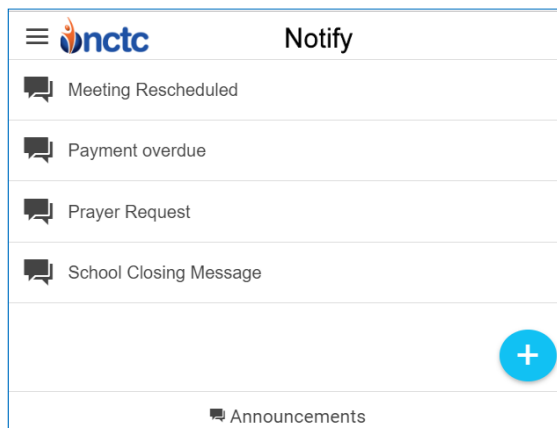 nctc Notify
Meeting Rescheduled
Payment overdue
Prayer Request
School Closing Message
+
Announcements